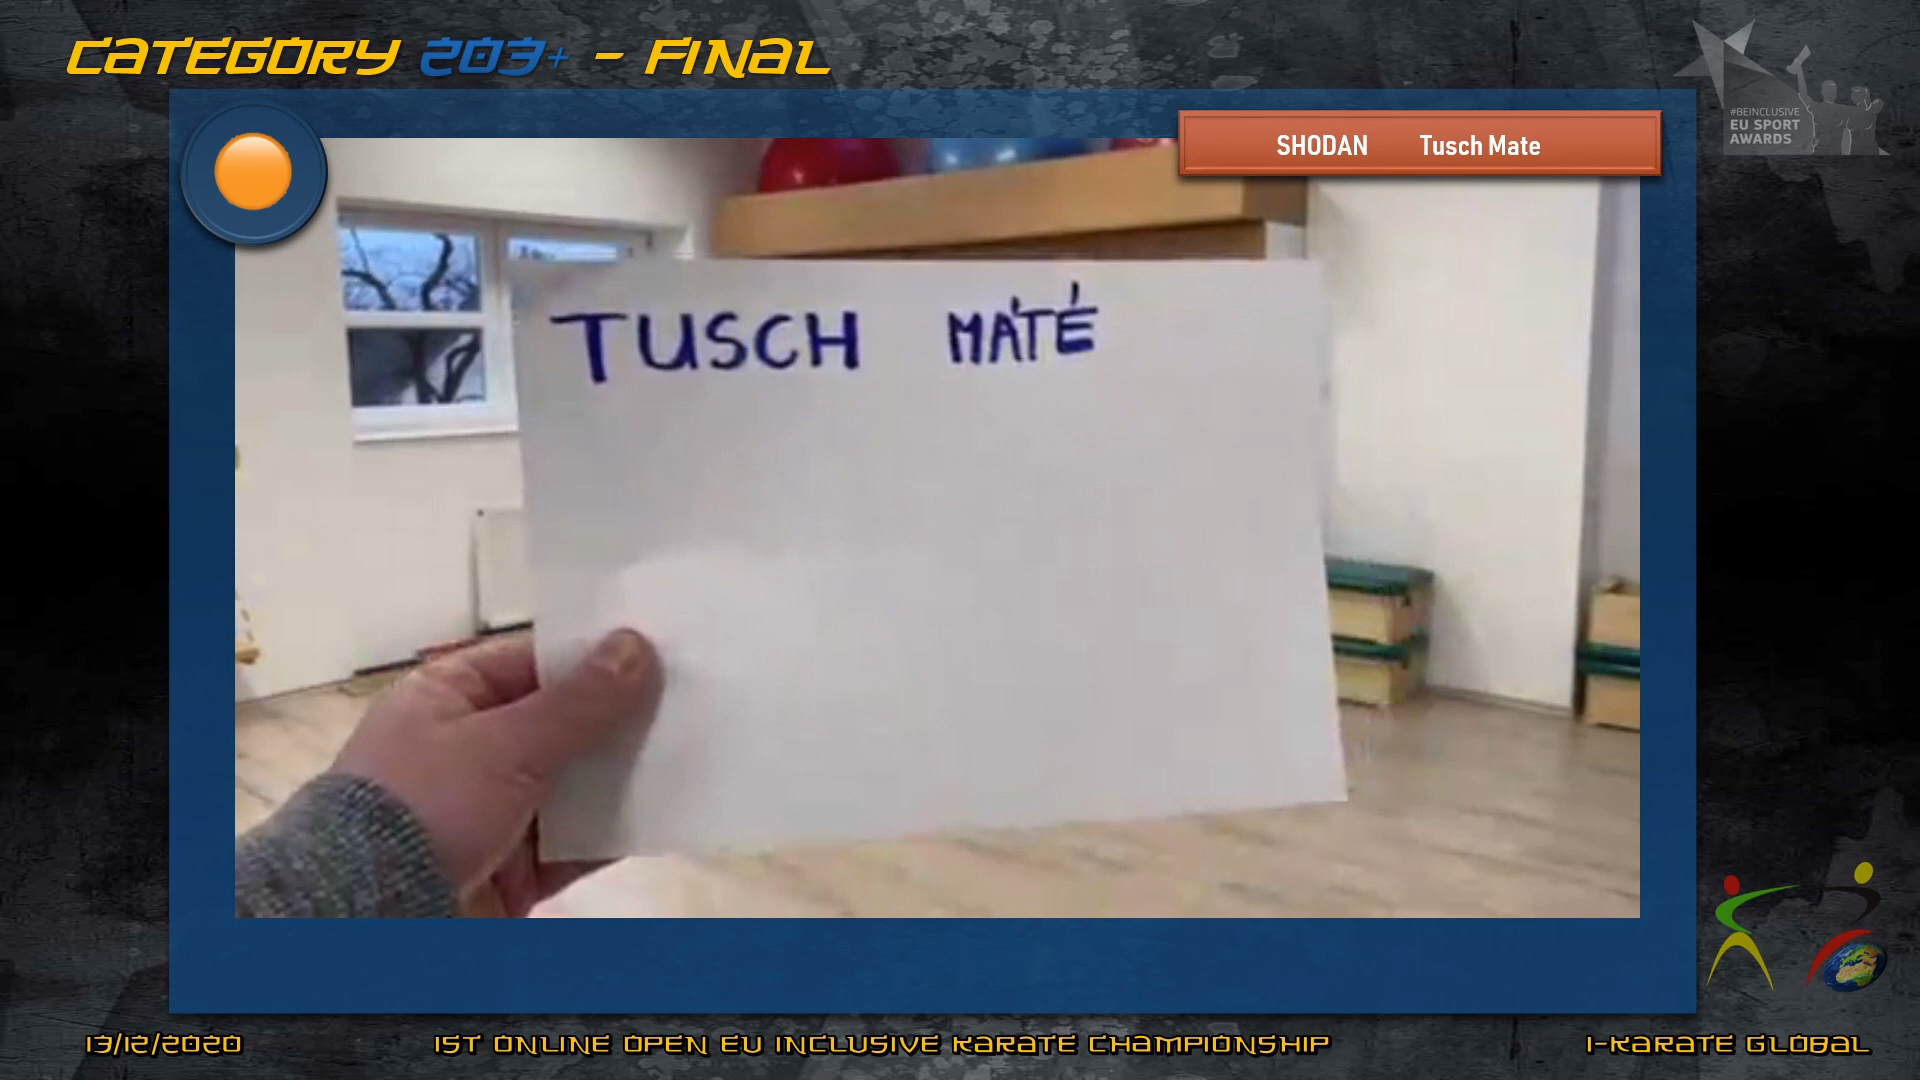 CATEGORY 203+ - FINAL
#BEINCLUSIVE
EU SPORT
AWARDS
SHODAN Tusch Mate
TUSCH MÁTÉ
13/12/2020
1ST ONLINE OPEN EU INCLUSIVE KARATE CHAMPIONSHIP
I-KARATE GLOBAL